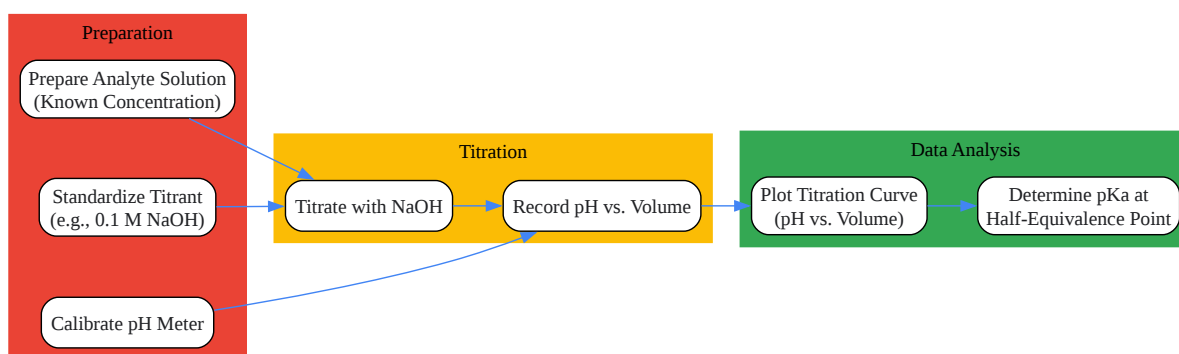 Preparation
Prepare Analyte Solution
(Known Concentration)
Standardize Titrant
(e.g., 0.1 M NaOH)
Calibrate pH Meter
Titration
Titrate with NaOH
Record pH vs. Volume
Data Analysis
Plot Titration Curve
(pH vs. Volume)
Determine pKa at
Half-Equivalence Point